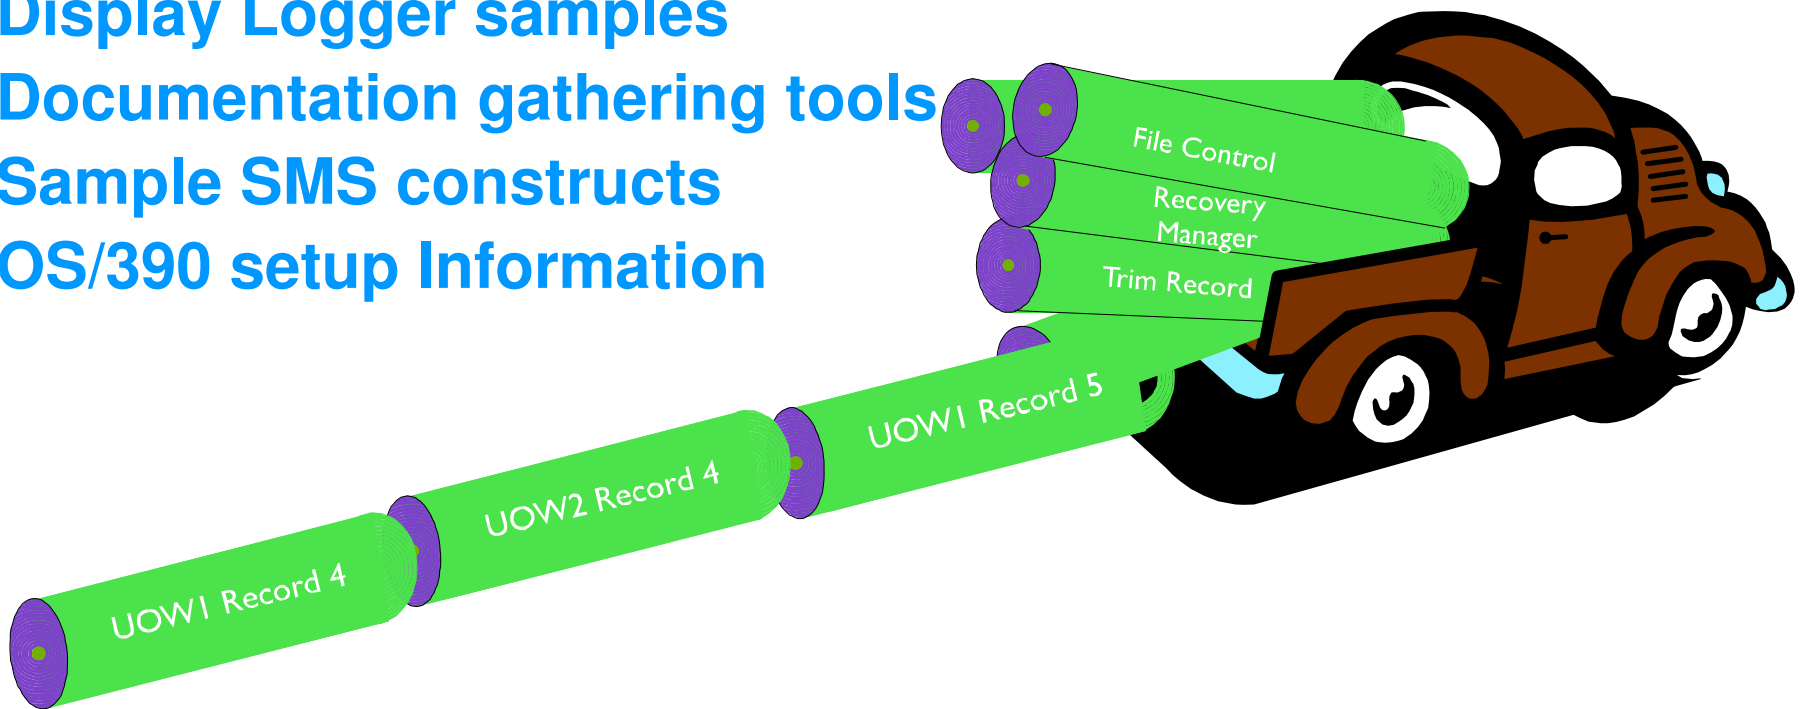 Display Logger samples
Documentation gathering tools
Sample SMS constructs
OS/390 setup Information
File Control
Recovery
Manager
Trim Record
UOW1 Record 5
UOW2 Record 4
UOW1 Record 4